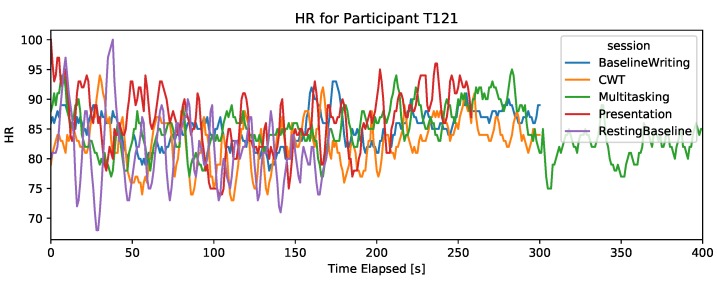 HR for Participant T121
HR
100
95
90
85
80
75
70
session
BaselineWriting
CWT
Multitasking
Presentation
RestingBaseline
0
50
100
150
200
250
300
350
400
Time Elapsed [s]